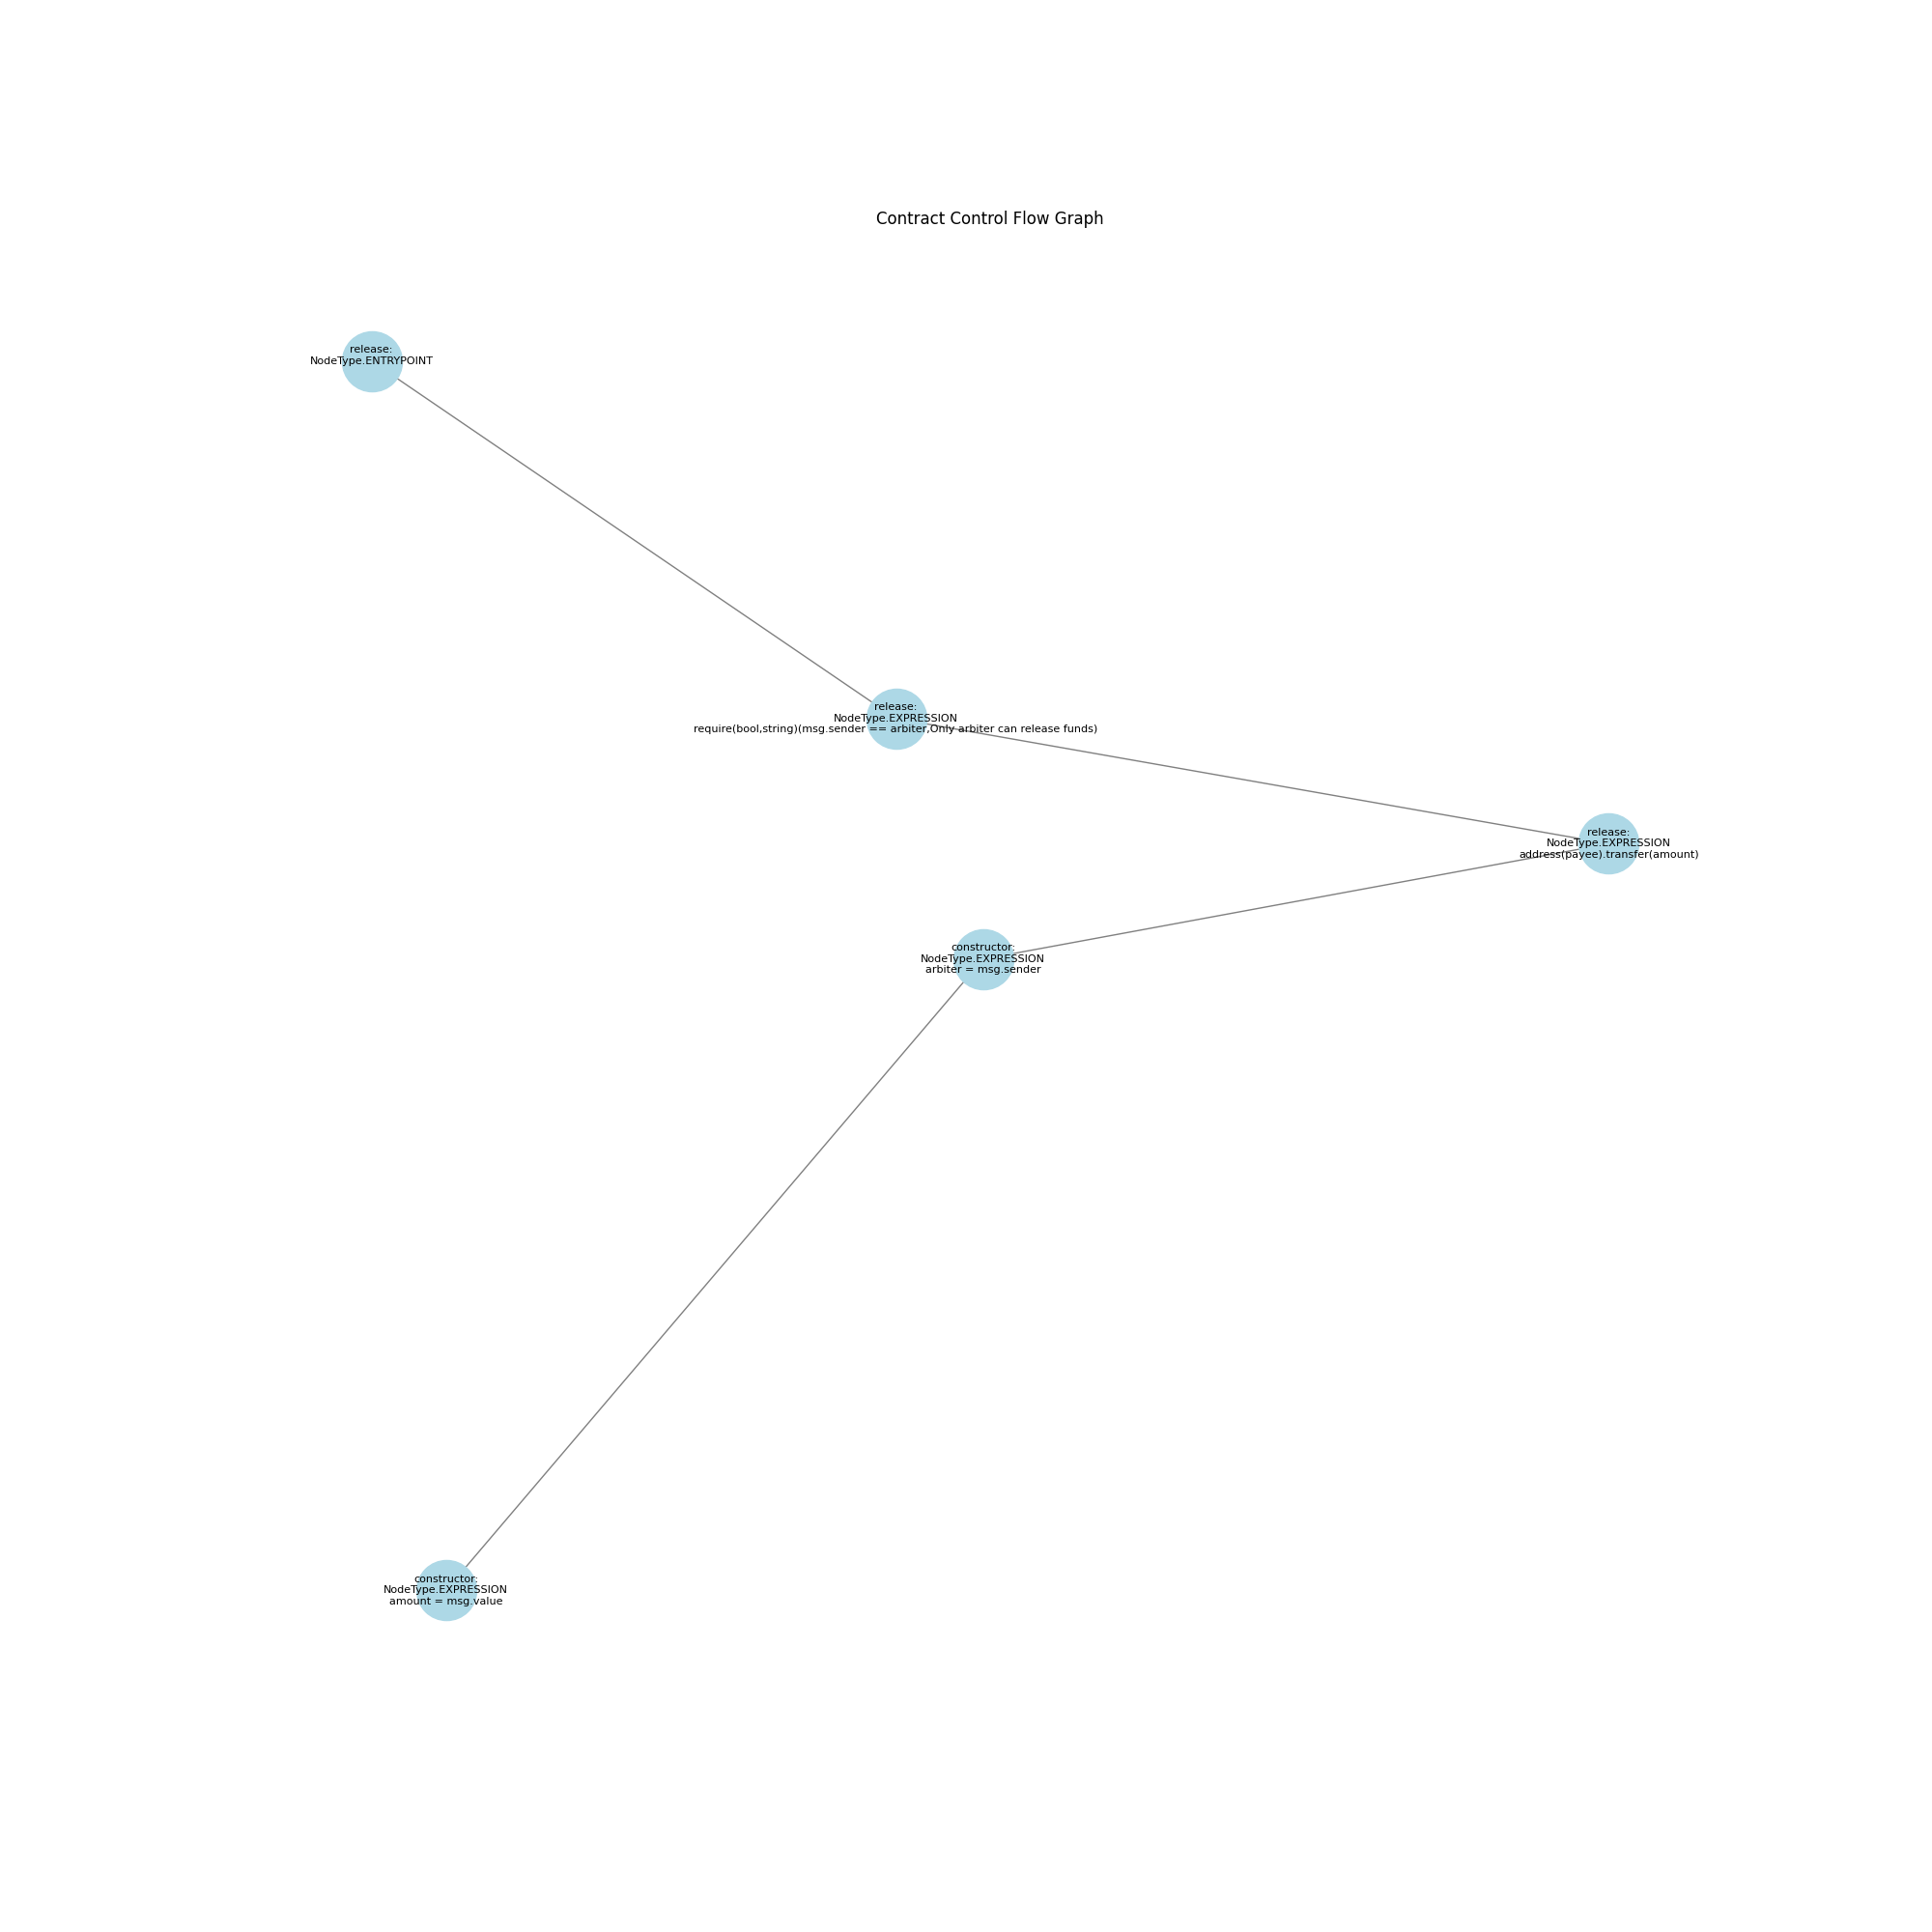 Contract Control Flow Graph
release:
NodeType.ENTRYPOINT
release:
NodeType.EXPRESSION
require(bool,string)(msg.sender == arbiter,Only arbiter can release funds)
release:
NodeType.EXPRESSION
address(payee).transfer(amount)
constructor:
NodeType.EXPRESSION
arbiter = msg.sender
constructor:
NodeType.EXPRESSION
amount = msg.value